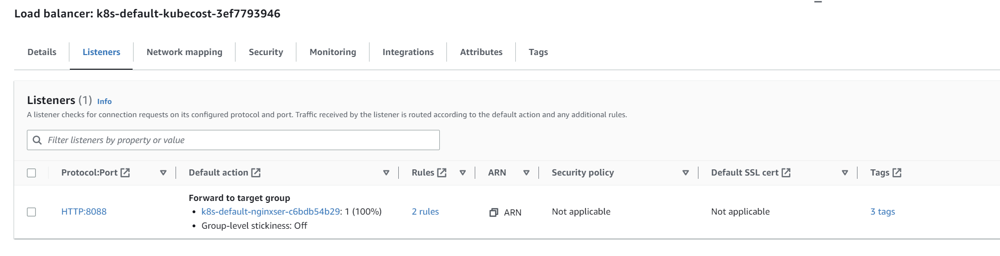 Load balancer: k8s-default-kubecost-3ef7793946
Details Listeners Network mapping Security Monitoring Integrations Attributes Tags
Listeners (1) Info
A listener checks for connection requests on its configured protocol and port. Traffic received by the listener is routed according to the default action and any additional rules.
Filter listeners by property or value
Protocol:Port Default action Rules ARN Security policy Default SSL cert Tags
Forward to target group
HTTP:8088 • k8s-default-nginxser-c6bdb54b29: 1 (100%) 2 rules ARN Not applicable Not applicable 3 tags
• Group-level stickiness: Off